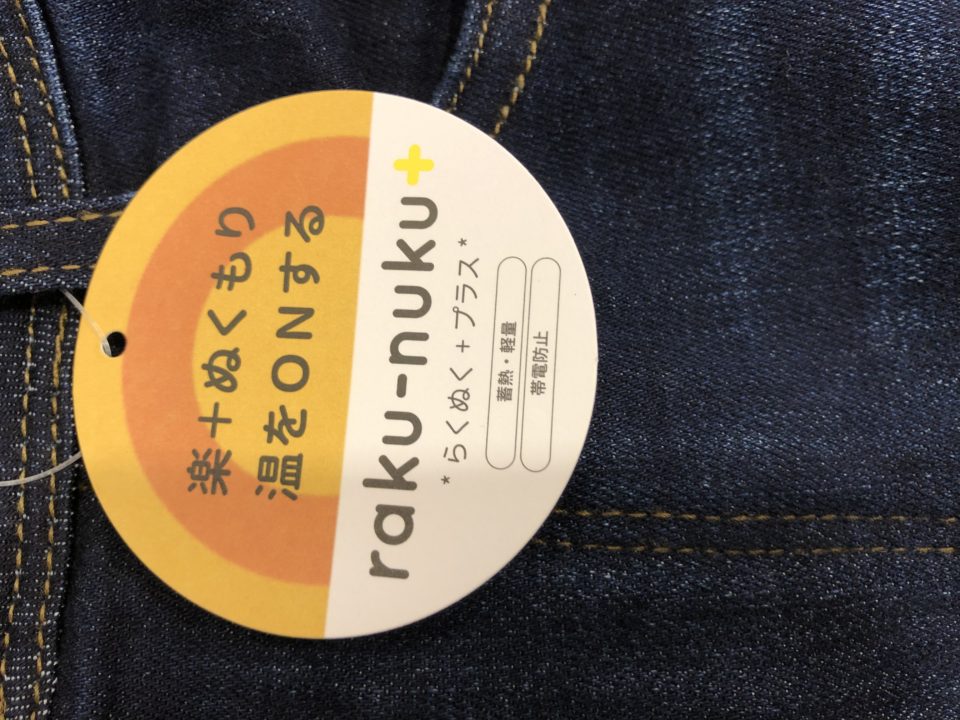 楽＋ぬくもり
温をONする
raku-nuku+
*らくぬく+プラス*
蓄熱・軽量
帯電防止